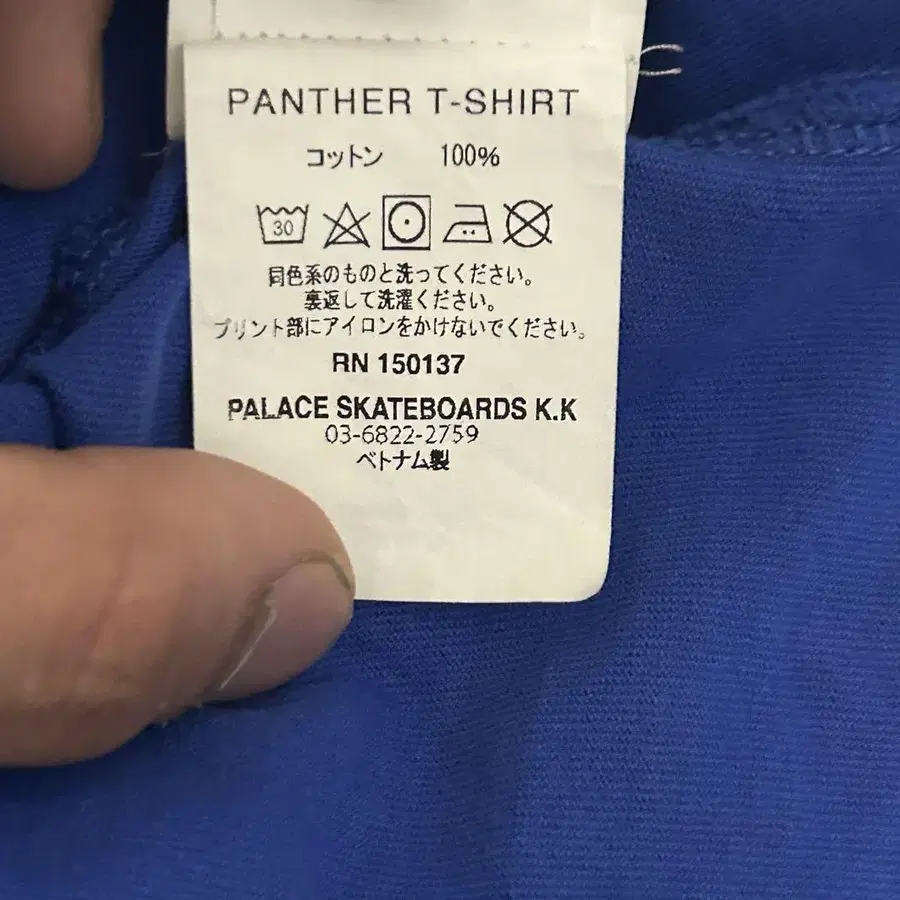 PANTHER T-SHIRT
コットン 100%
30
同色系のものと洗ってください。
裏返して洗濯ください。
プリント部にアイロンをかけないでください。
RN 150137
PALACE SKATEBOARDS K.K
03-6822-2759
ベトナム製